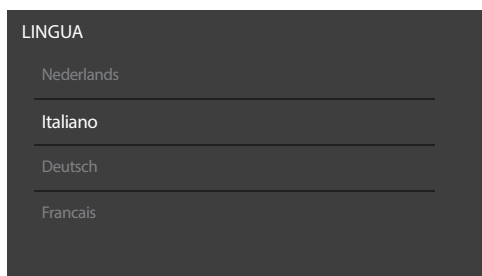 LINGUA
Nederlands
Italiano
Deutsch
Francais